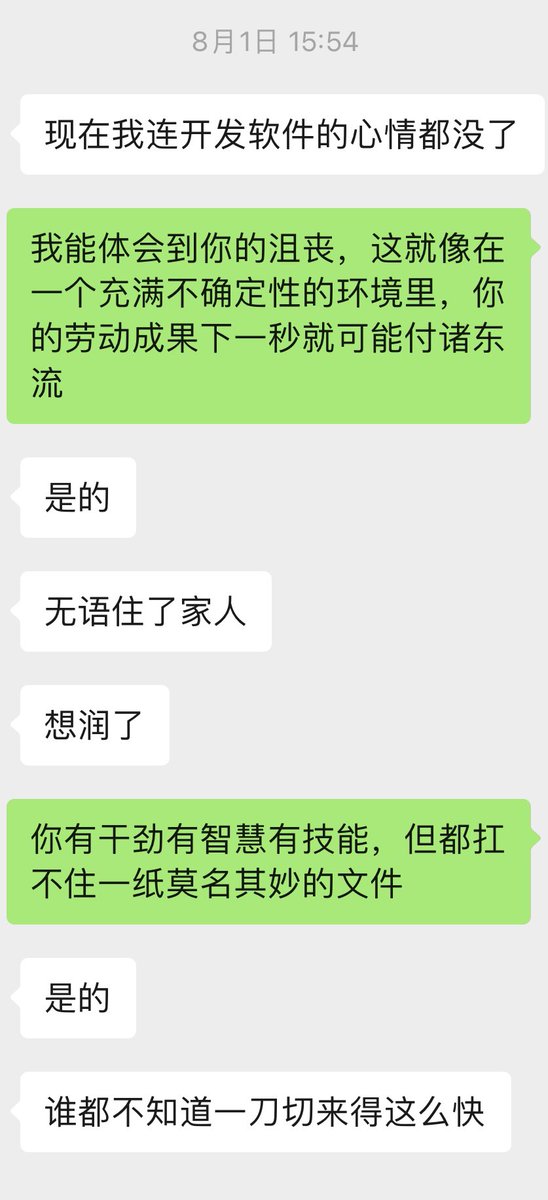 8月1日 15:54
现在我连开发软件的心情都没了
我能体会到你的沮丧，这就像在
一个充满不确定性的环境里，你
的劳动成果下一秒就可能付诸东
流
是的
无语住了家人
想润了
你有干劲有智慧有技能，但都扛
不住一纸莫名其妙的文件
是的
谁都不知道一刀切来得这么快